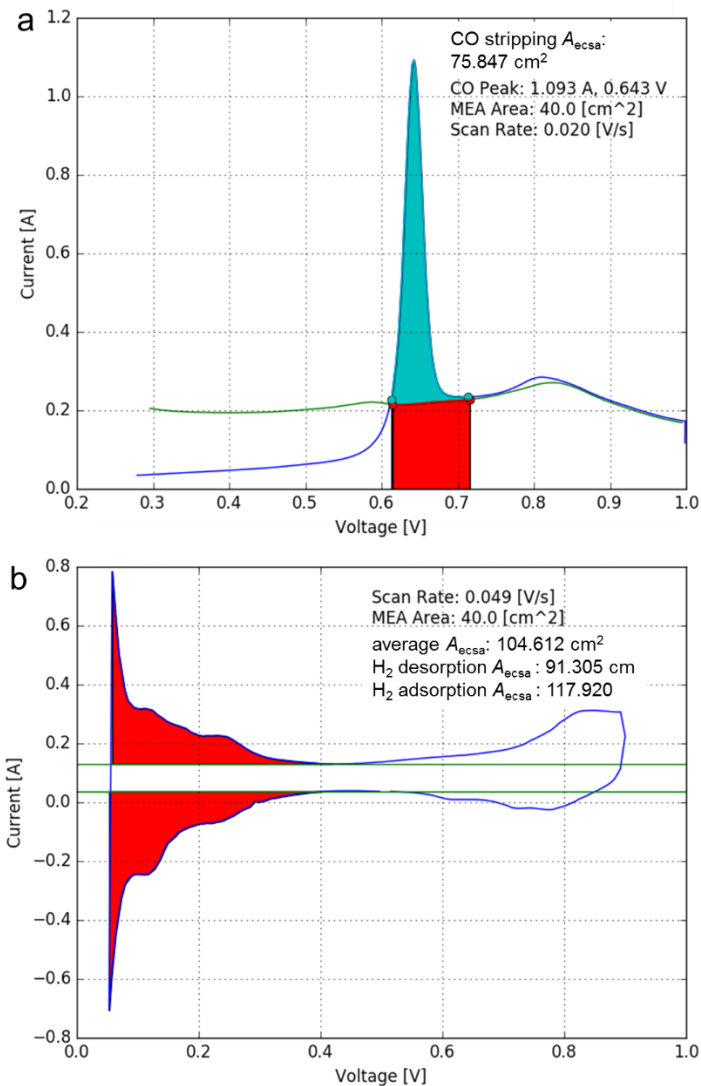 a
1.2
1.0
0.8
0.6
0.4
0.2
0.0
Current [A]
CO stripping Aecsa:
75.847 cm²
CO Peak: 1.093 A, 0.643 V
MEA Area: 40.0 [cm^2]
Scan Rate: 0.020 [V/s]
0.2 0.3 0.4 0.5 0.6 0.7 0.8 0.9 1.0
Voltage [V]
b
0.8
0.6
0.4
0.2
0.0
−0.2
−0.4
−0.6
−0.8
Current [A]
Scan Rate: 0.049 [V/s]
MEA Area: 40.0 [cm^2]
average Aecsa: 104.612 cm²
H₂ desorption Aecsa : 91.305 cm
H₂ adsorption Aecsa : 117.920
0.0 0.2 0.4 0.6 0.8 1.0
Voltage [V]